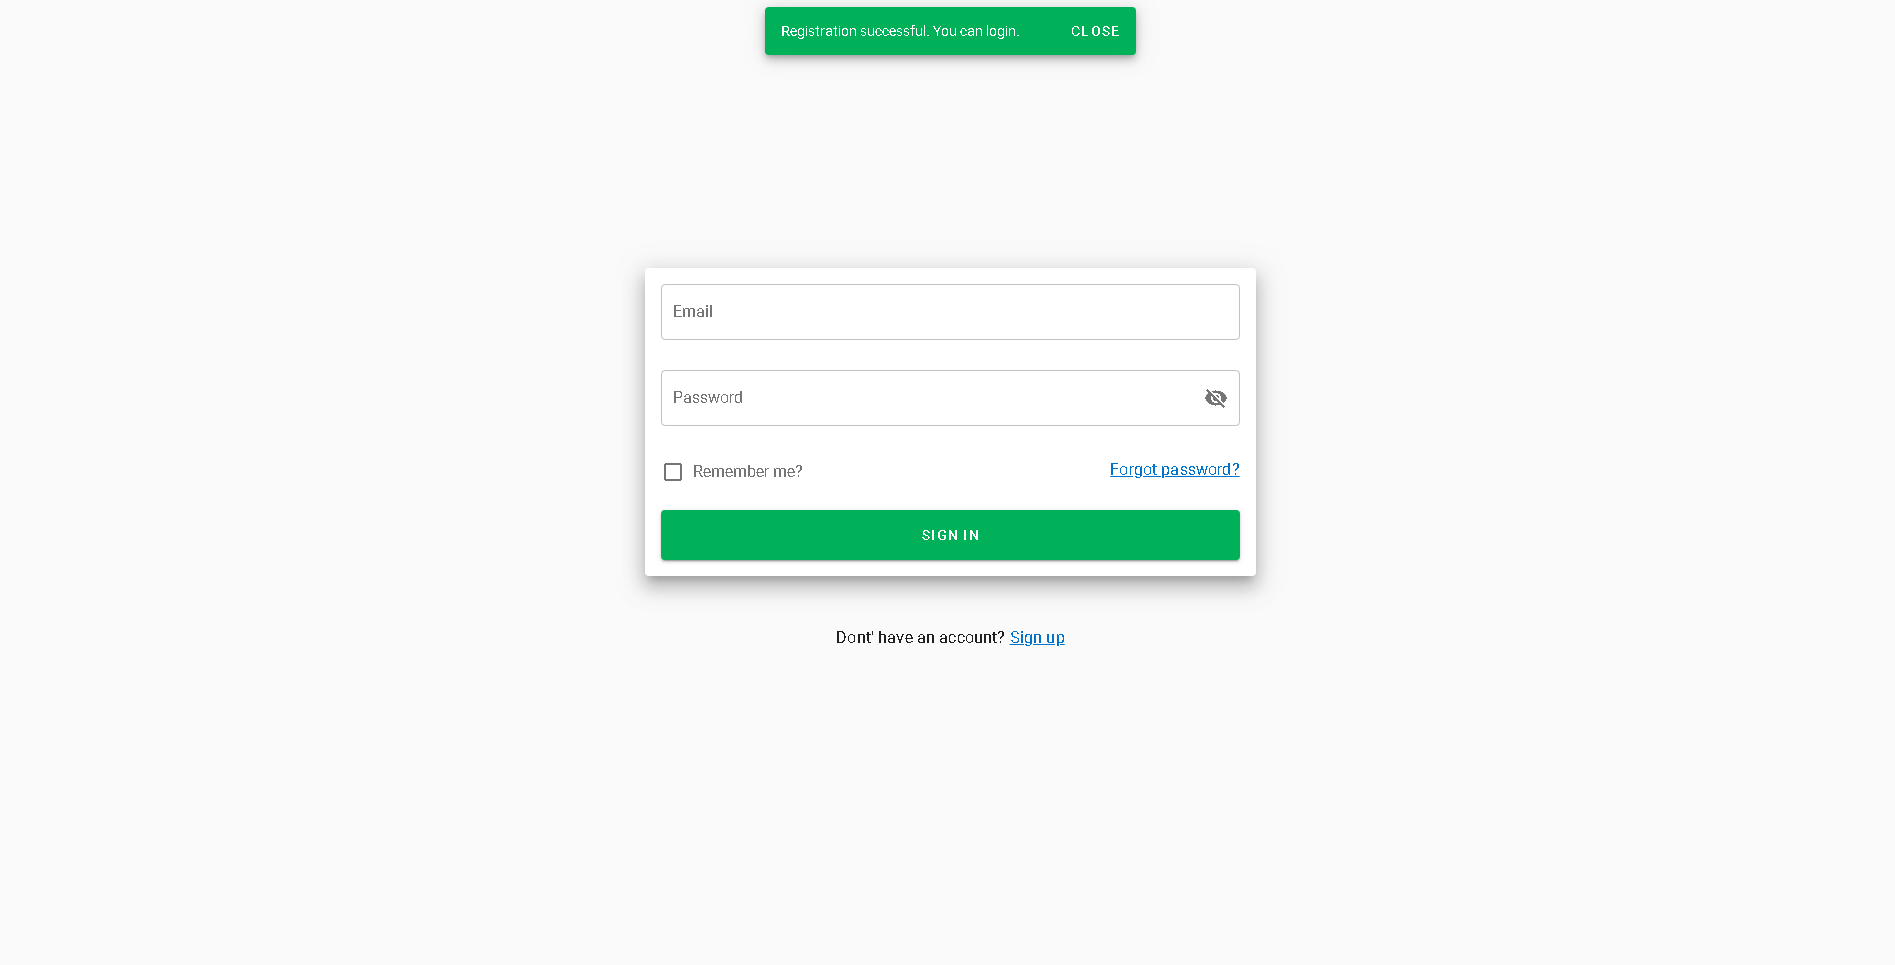 Registration successful. You can login. CLOSE
Email
Password
Remember me? Forgot password?
SIGN IN
Dont' have an account? Sign up